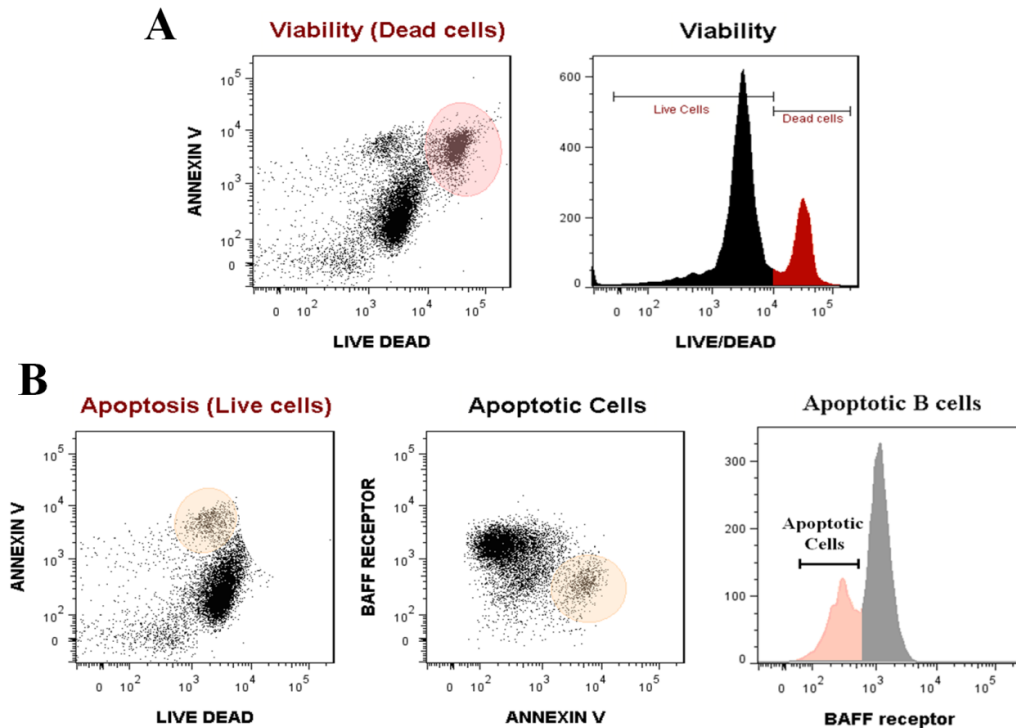 A
Viability (Dead cells)
ANNEXIN V
10^5
10^4
10^3
10^2
0
0 10^2 10^3 10^4 10^5
LIVE DEAD
Viability
600
400
200
0
Live Cells
Dead cells
0 10^2 10^3 10^4 10^5
LIVE/DEAD
B
Apoptosis (Live cells)
ANNEXIN V
10^5
10^4
10^3
10^2
0
0 10^2 10^3 10^4 10^5
LIVE DEAD
Apoptotic Cells
BAFF RECEPTOR
10^5
10^4
10^3
10^2
0
0 10^2 10^3 10^4 10^5
ANNEXIN V
Apoptotic B cells
300
200
100
0
Apoptotic
Cells
0 10^2 10^3 10^4 10^5
BAFF receptor